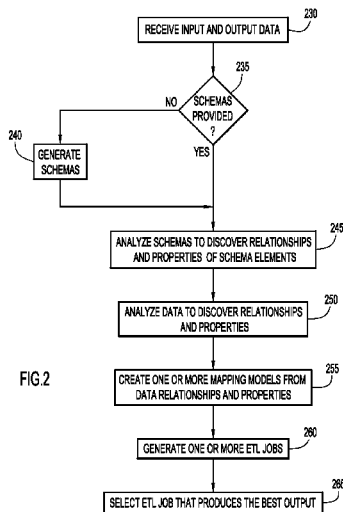 230
RECEIVE INPUT AND OUTPUT DATA
235
SCHEMAS
PROVIDED
?
NO
YES
240
GENERATE
SCHEMAS
245
ANALYZE SCHEMAS TO DISCOVER RELATIONSHIPS
AND PROPERTIES OF SCHEMA ELEMENTS
250
ANALYZE DATA TO DISCOVER RELATIONSHIPS
AND PROPERTIES
255
CREATE ONE OR MORE MAPPING MODELS FROM
DATA RELATIONSHIPS AND PROPERTIES
FIG.2
260
GENERATE ONE OR MORE ETL JOBS
265
SELECT ETL JOB THAT PRODUCES THE BEST OUTPUT